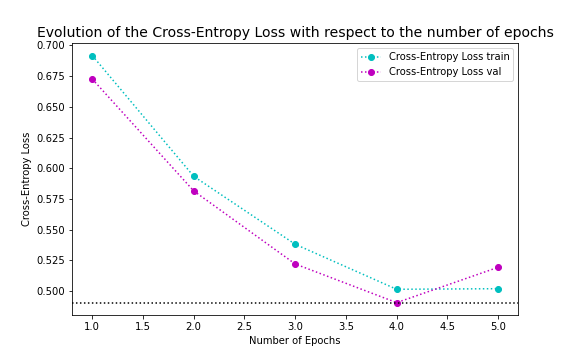 Evolution of the Cross-Entropy Loss with respect to the number of epochs
Cross-Entropy Loss train
Cross-Entropy Loss val
0.700
0.675
0.650
0.625
0.600
0.575
0.550
0.525
0.500
Cross-Entropy Loss
1.0 1.5 2.0 2.5 3.0 3.5 4.0 4.5 5.0
Number of Epochs